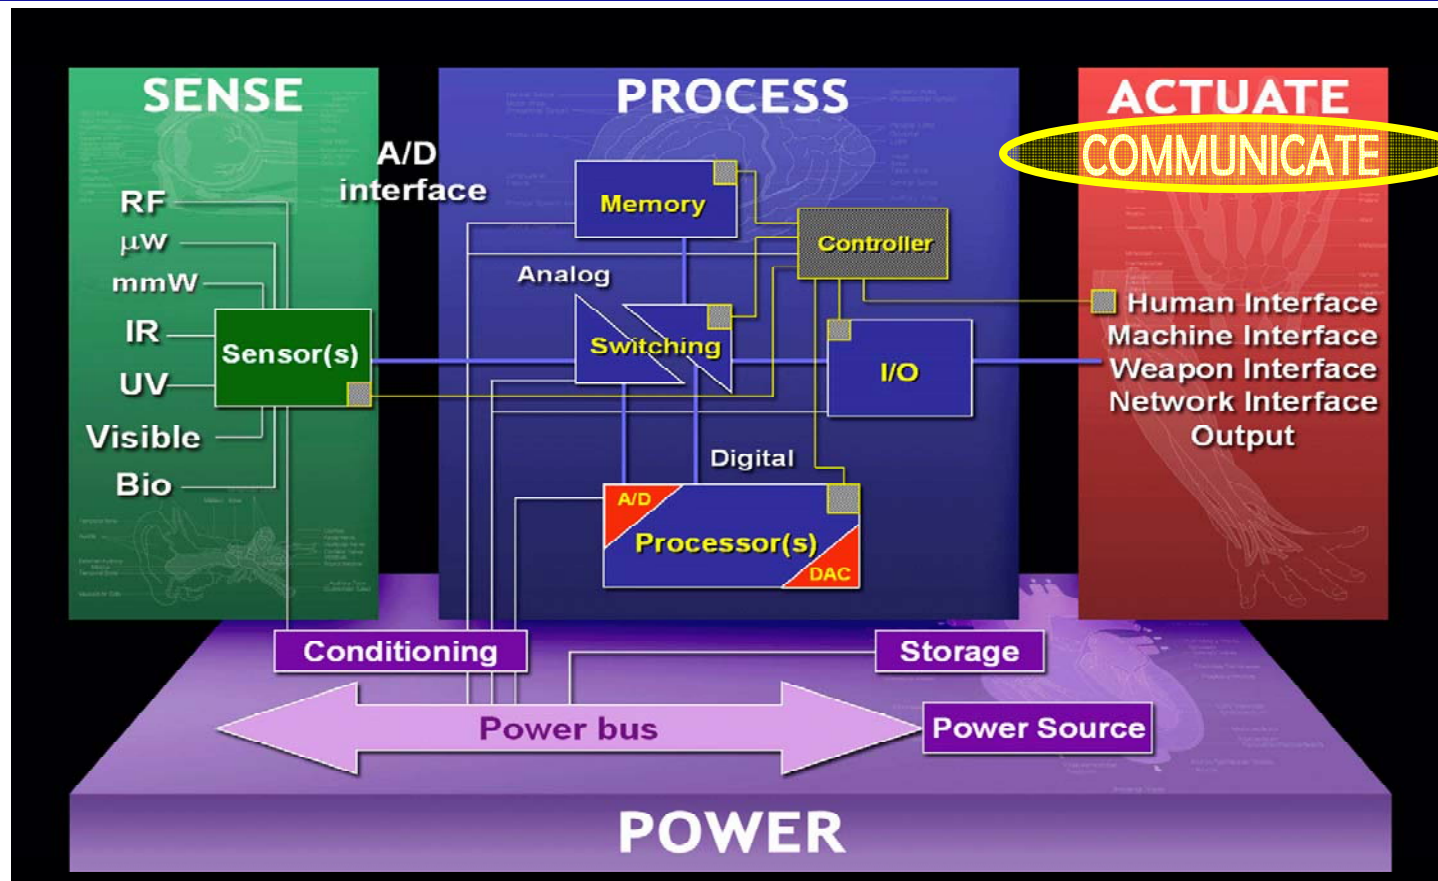 SENSE
PROCESS
ACTUATE
COMMUNICATE
A/D
interface
RF
μw
mmW
IR
UV
Visible
Bio
Sensor(s)
Memory
Controller
Analog
Switching
I/O
Digital
A/D
Processor(s)
DAC
Human Interface
Machine Interface
Weapon Interface
Network Interface
Output
Conditioning
Storage
Power bus
Power Source
POWER